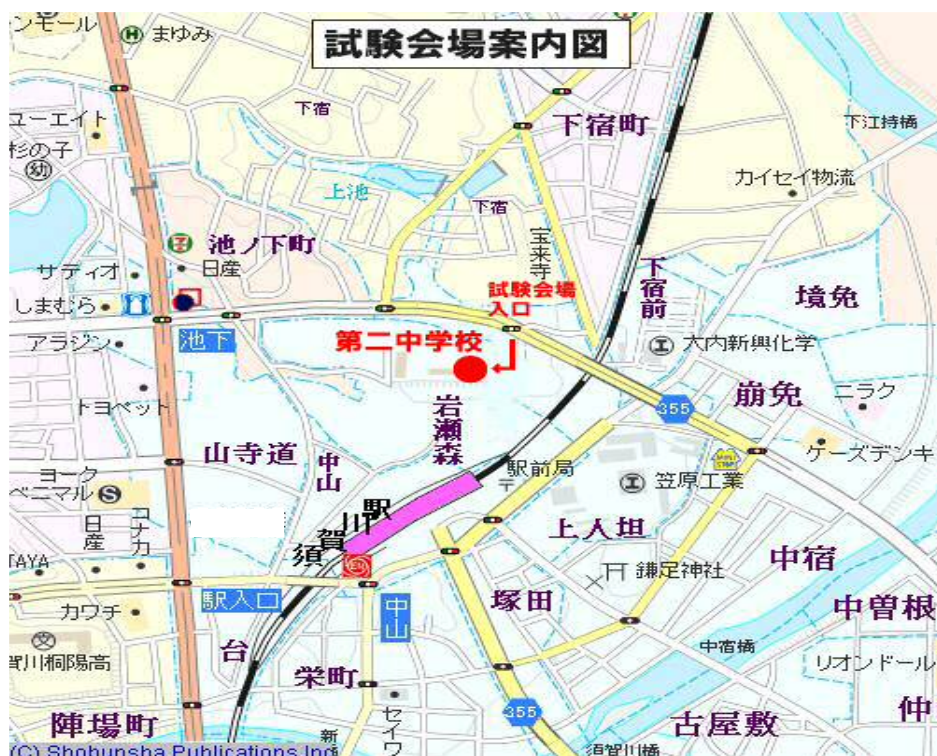 試験会場案内図
ンモール
まゆみ
下宿
下宿町
下江持橋
ューエイト
杉の子
幼
上池
下宿
カイセイ物流
池ノ下町
宝来寺
サティオ
日産
下宿前
試験会場
入口
境免
しまむら
アラジン
池下
第二中学校
大内新興化学
355
崩免
ニラク
トヨペット
岩瀬森
山寺道
中山
駅前局
ケーズデンキ
ヨーク
ベニマル
S
笠原工業
須賀川駅
上人坦
日産
コナカ
TAYA
鎌足神社
中宿
カワチ
駅入口
中山
塚田
中曽根
文
賀川桐陽高
台
中宿橋
リオンドール
栄町
355
仲
陣場町
セイワ
古屋敷
新
須賀川橋
(C) Shobunsha Publications,Inc